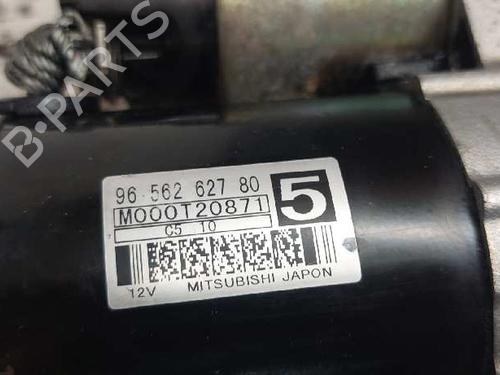 B-PARTS
96 562 627 80
M000T20871
5
C5 10
12V MITSUBISHI JAPON